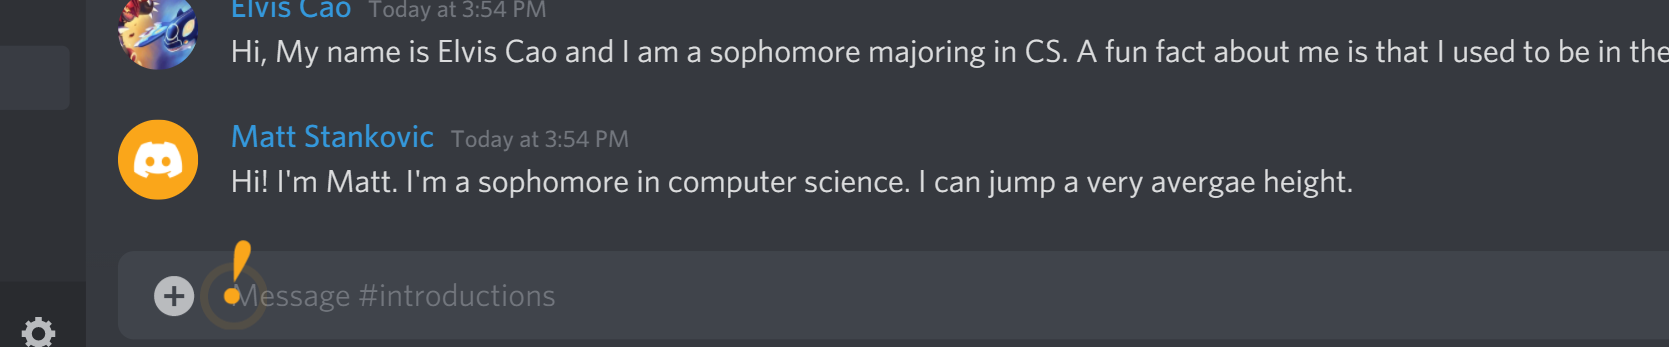 Elvis Cao Today at 3:54 PM
Hi, My name is Elvis Cao and I am a sophomore majoring in CS. A fun fact about me is that I used to be in the
Matt Stankovic Today at 3:54 PM
Hi! I'm Matt. I'm a sophomore in computer science. I can jump a very avergae height.
Message #introductions